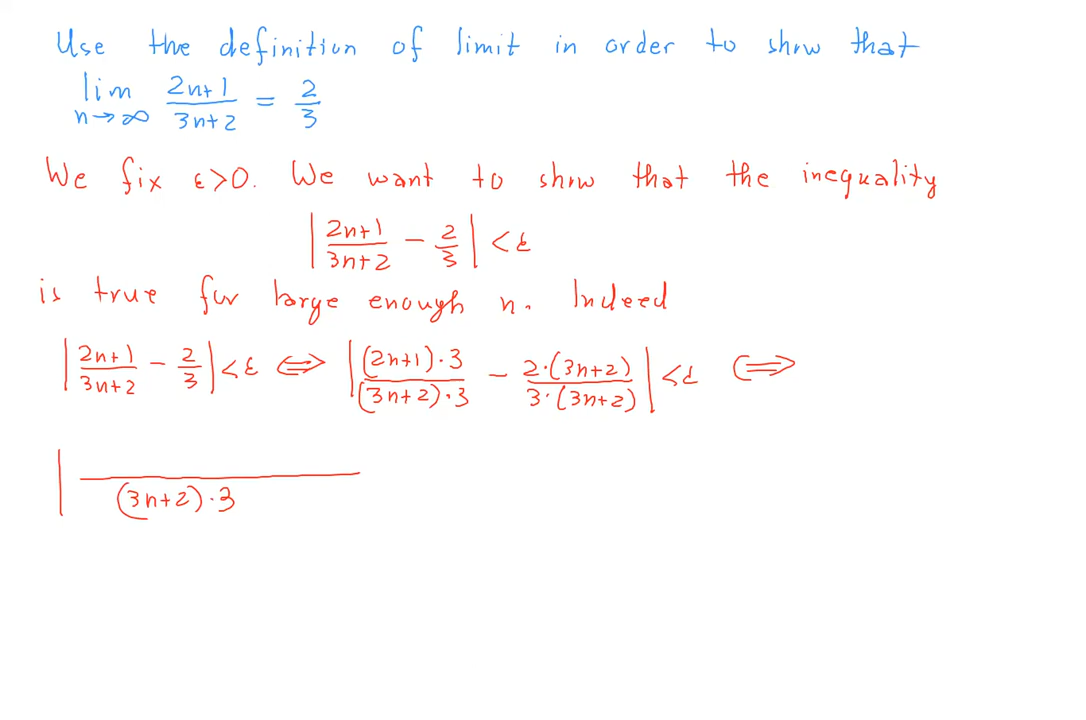 Use the definition of limit in order to show that
lim n→∞ (2n+1)/(3n+2) = 2/3
We fix ε>0. We want to show that the inequality
|(2n+1)/(3n+2) − 2/3| < ε
is true for large enough n. Indeed
|(2n+1)/(3n+2) − 2/3| < ε ⟺ |((2n+1)·3)/((3n+2)·3) − (2·(3n+2))/(3·(3n+2))| < ε ⟺
| /((3n+2)·3)